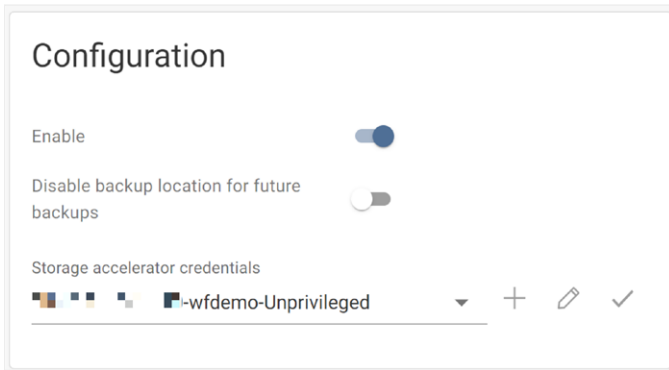 Configuration
Enable
Disable backup location for future
backups
Storage accelerator credentials
-wfdemo-Unprivileged